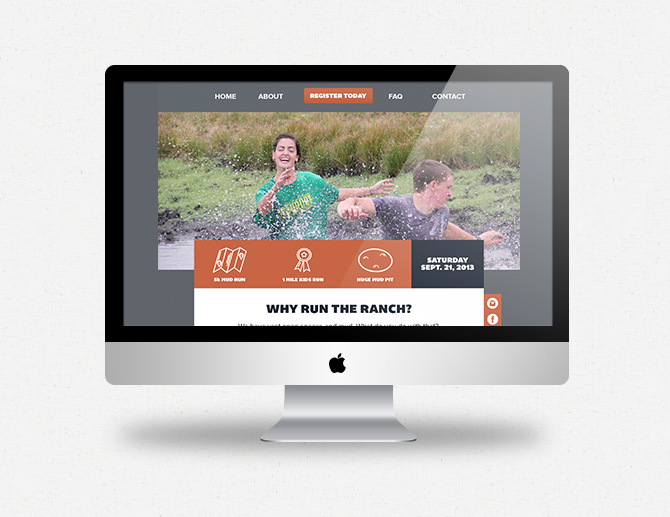 HOME ABOUT REGISTER TODAY FAQ CONTACT
5k MUD RUN
1 MILE KIDS RUN
HUGE MUD PIT
SATURDAY
SEPT. 21, 2013
WHY RUN THE RANCH?